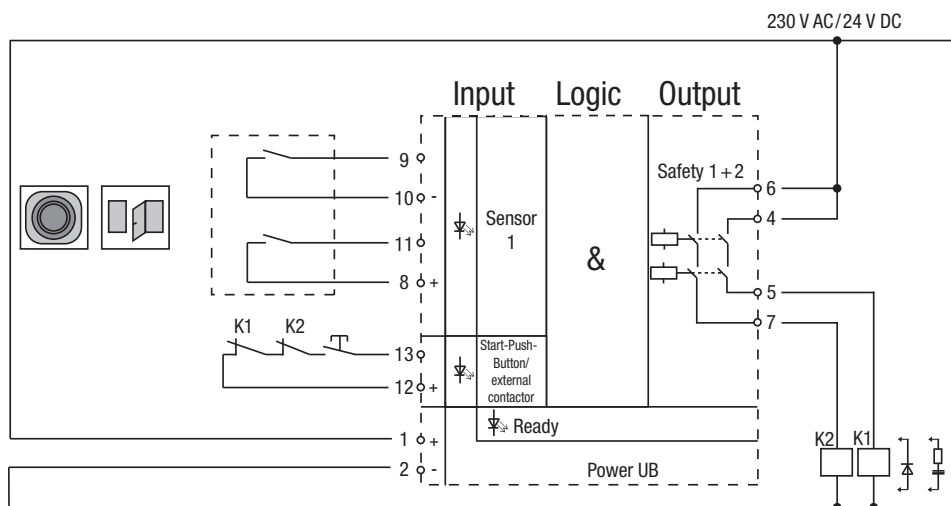 230 V AC/24 V DC
Input Logic Output
9
10 -
11
8 +
Sensor
1
&
Safety 1 + 2
6
4
5
7
K1 K2
13
12 +
Start-Push-
Button/
external
contactor
Ready
1 +
2 -
Power UB
K2 K1